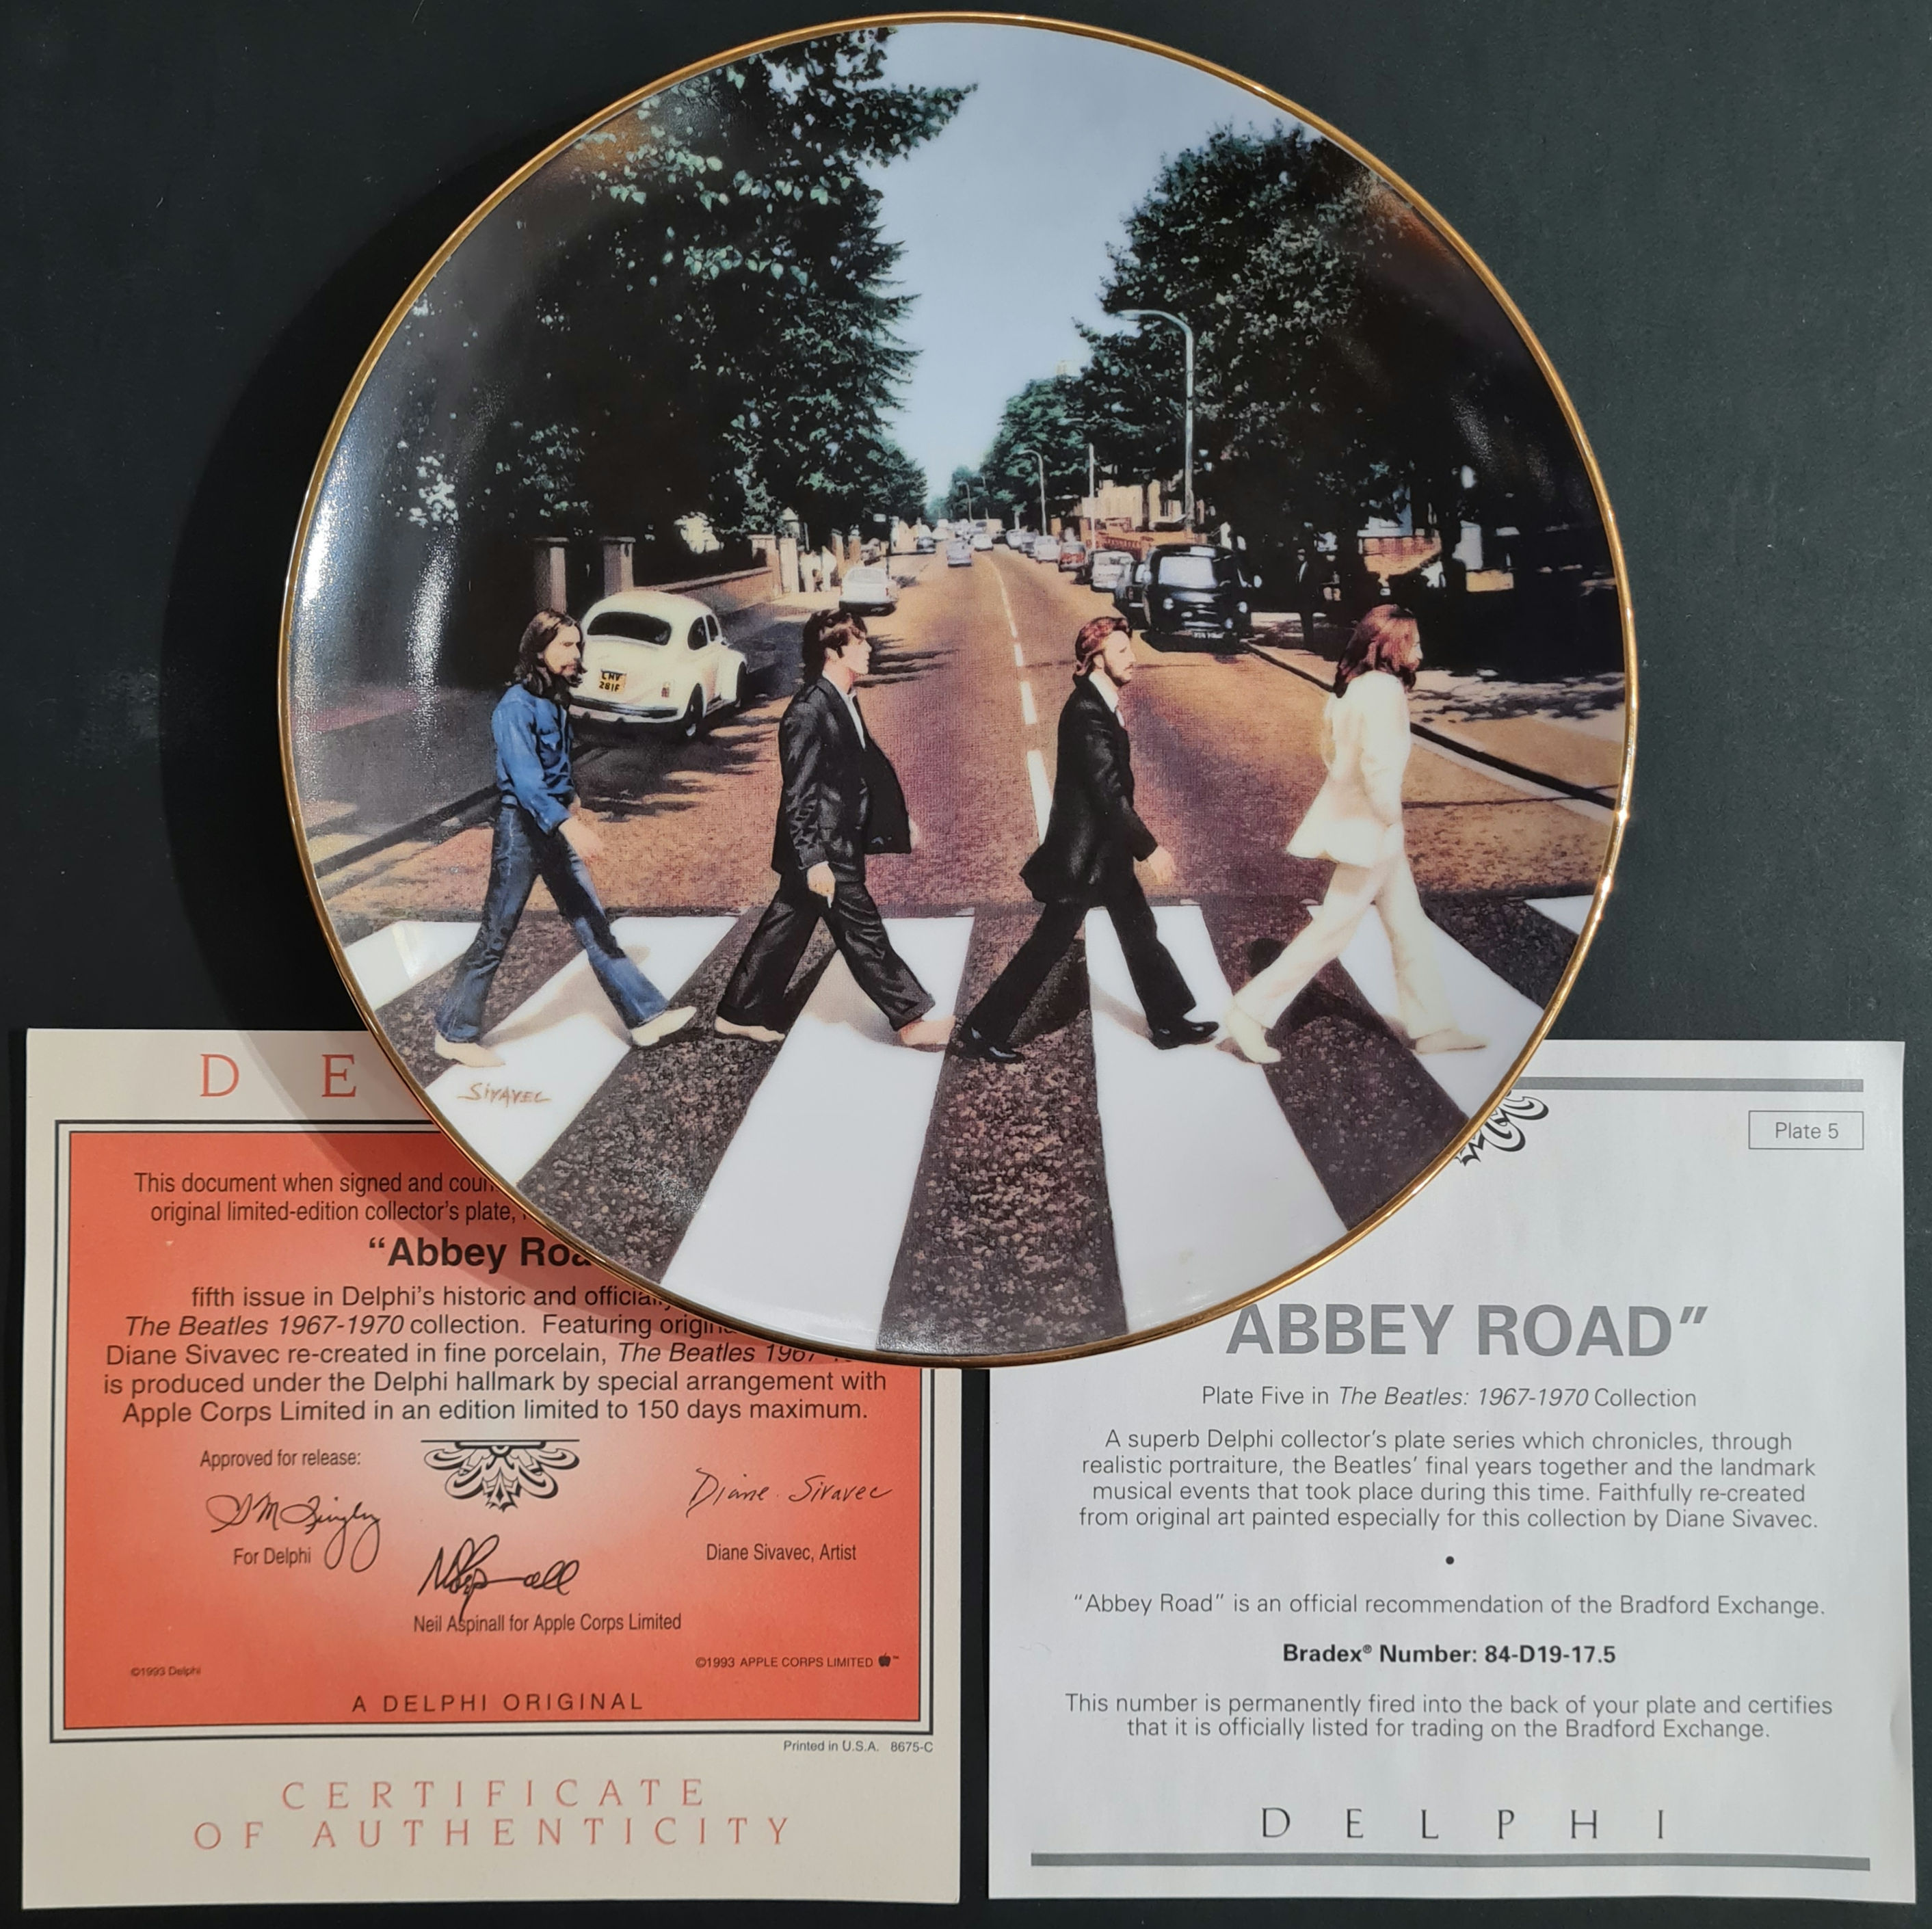 LHV
281F
SIVAVEC
D E
This document when signed and
original limited-edition collector's plate,
"Abbey
fifth issue in Delphi's historic and
The Beatles 1967-1970 collection. Featuring
Diane Sivavec re-created in fine porcelain, The Beatles
is produced under the Delphi hallmark by special arrangement with
Apple Corps Limited in an edition limited to 150 days maximum.
Approved for release:
Diane Sivavec
For Delphi
Diane Sivavec, Artist
Neil Aspinall for Apple Corps Limited
©1993 Delphi
©1993 APPLE CORPS LIMITED ™
A DELPHI ORIGINAL
Printed in U.S.A. 8675-C
CERTIFICATE
OF AUTHENTICITY
Plate 5
ABBEY ROAD”
Plate Five in The Beatles: 1967-1970 Collection
A superb Delphi collector's plate series which chronicles, through
realistic portraiture, the Beatles' final years together and the landmark
musical events that took place during this time. Faithfully re-created
from original art painted especially for this collection by Diane Sivavec.
•
“Abbey Road” is an official recommendation of the Bradford Exchange.
Bradex® Number: 84-D19-17.5
This number is permanently fired into the back of your plate and certifies
that it is officially listed for trading on the Bradford Exchange.
DELPHI